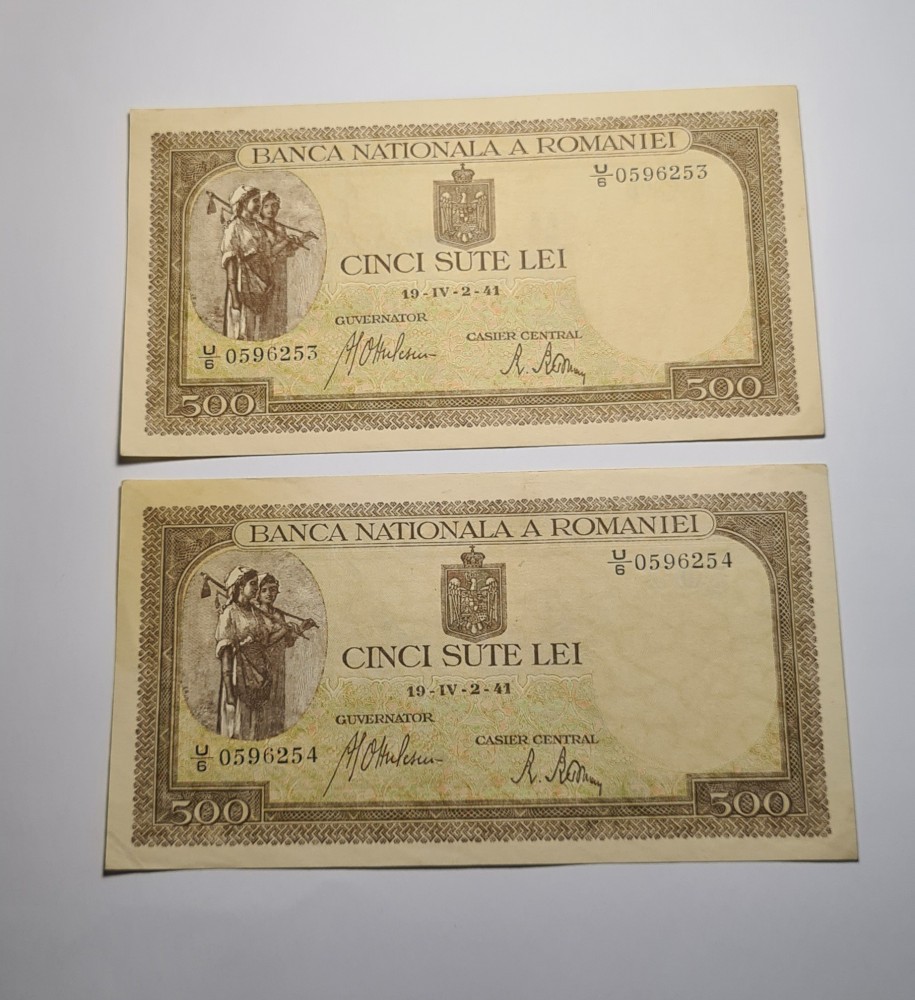 BANCA NATIONALA A ROMANIEI
U/6 0596253
CINCI SUTE LEI
19-IV-2-41
GUVERNATOR
CASIER CENTRAL
U/6 0596253
500
500
BANCA NATIONALA A ROMANIEI
U/6 0596254
CINCI SUTE LEI
19-IV-2-41
GUVERNATOR
CASIER CENTRAL
U/6 0596254
500
500